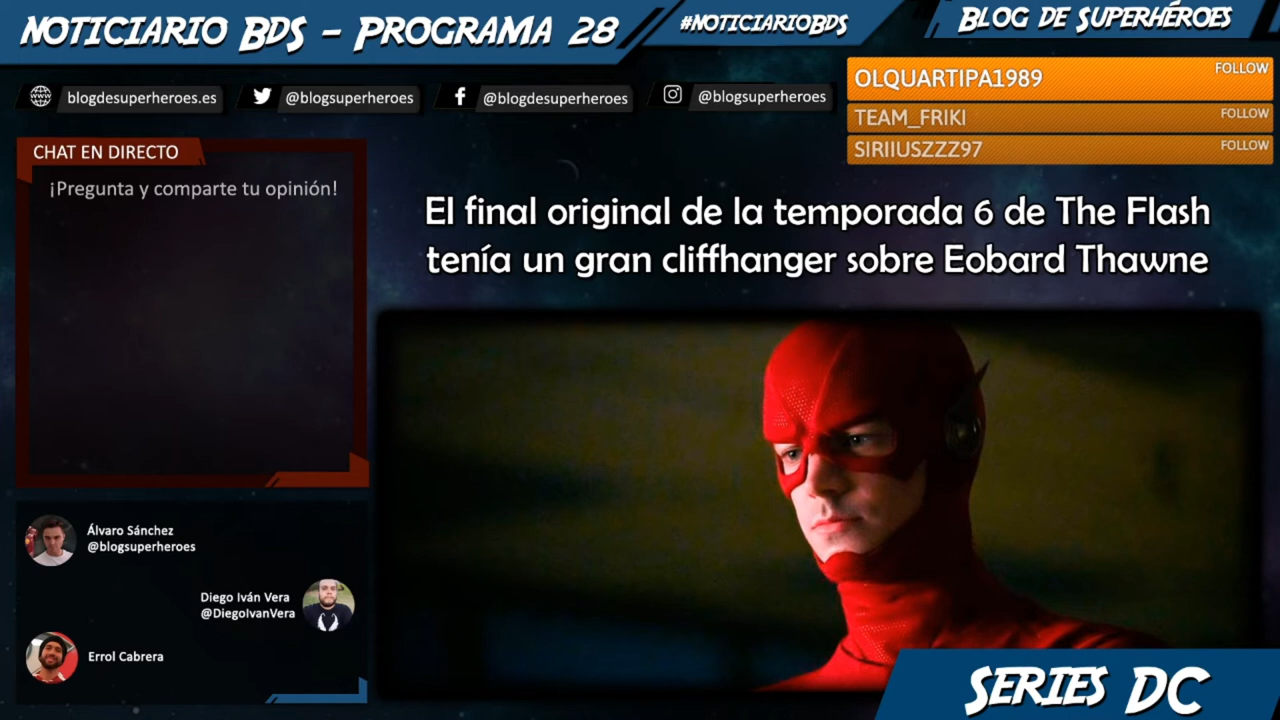 NOTICIARIO BDS – PROGRAMA 28
#NOTICIARIOBDS
BLOG DE SUPERHÉROES
blogdesuperheroes.es
@blogsuperheroes
@blogdesuperheroes
@blogsuperheroes
OLQUARTIPA1989 FOLLOW
TEAM_FRIKI FOLLOW
SIRIIUSZZZ97 FOLLOW
CHAT EN DIRECTO
¡Pregunta y comparte tu opinión!
El final original de la temporada 6 de The Flash
tenía un gran cliffhanger sobre Eobard Thawne
Álvaro Sánchez
@blogsuperheroes
Diego Iván Vera
@DiegoIvanVera
Errol Cabrera
SERIES DC